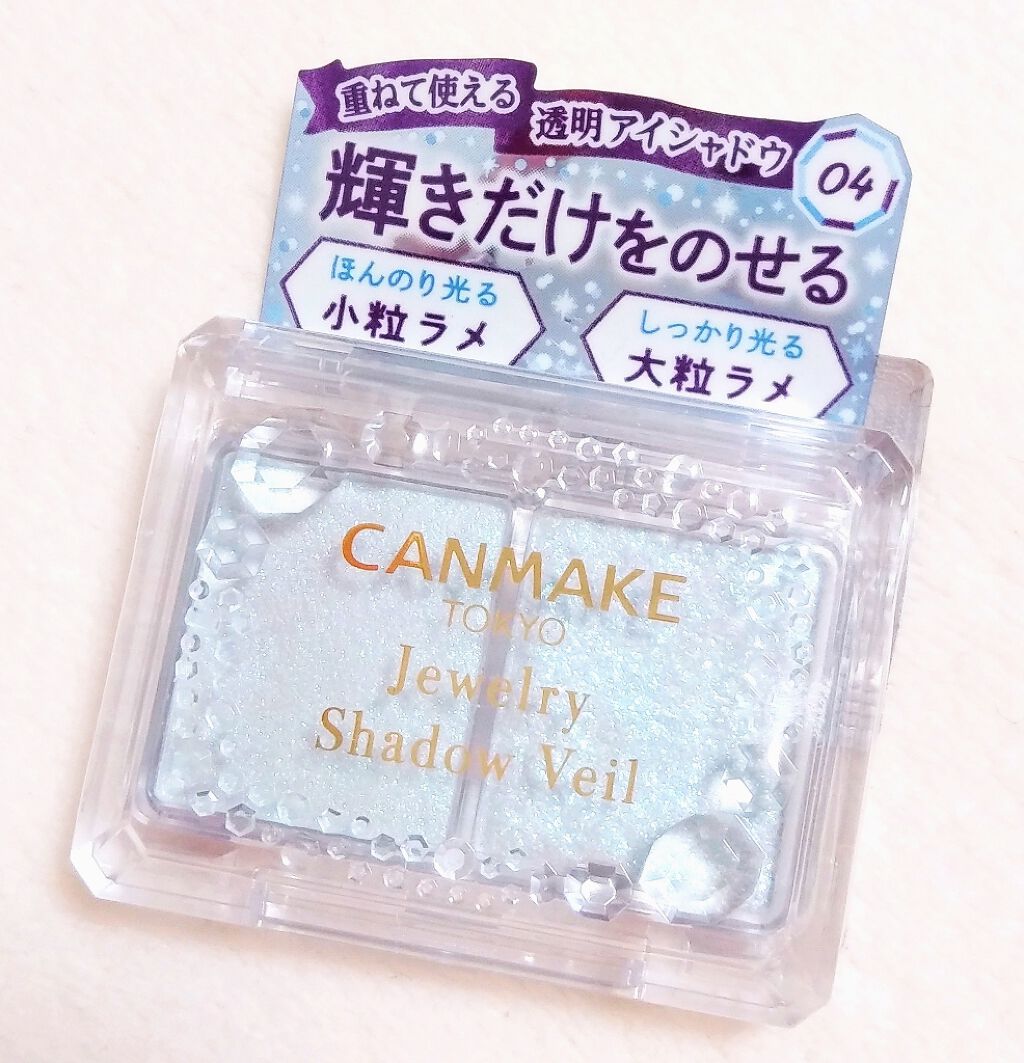 重ねて使える
透明アイシャドウ
04
輝きだけをのせる
ほんのり光る
小粒ラメ
しっかり光る
大粒ラメ
CANMAKE
TOKYO
Jewelry
Shadow Veil